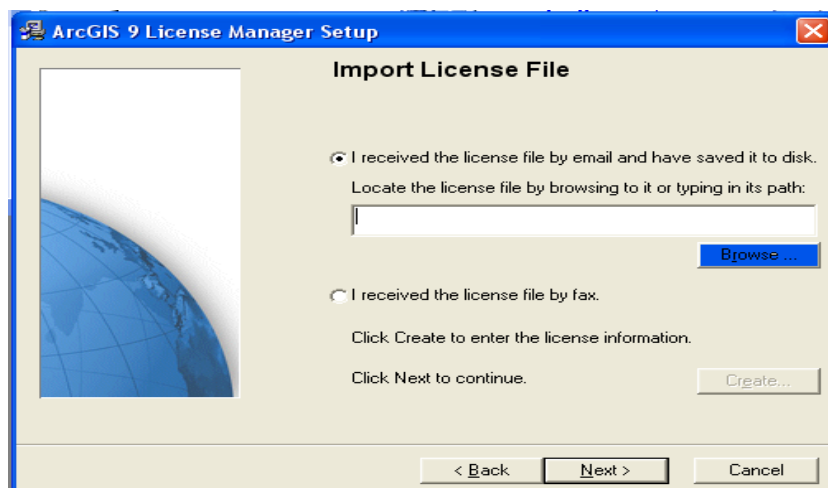 ArcGIS 9 License Manager Setup
Import License File
I received the license file by email and have saved it to disk.
Locate the license file by browsing to it or typing in its path:
Browse ...
I received the license file by fax.
Click Create to enter the license information.
Click Next to continue.
Create...
< Back
Next >
Cancel